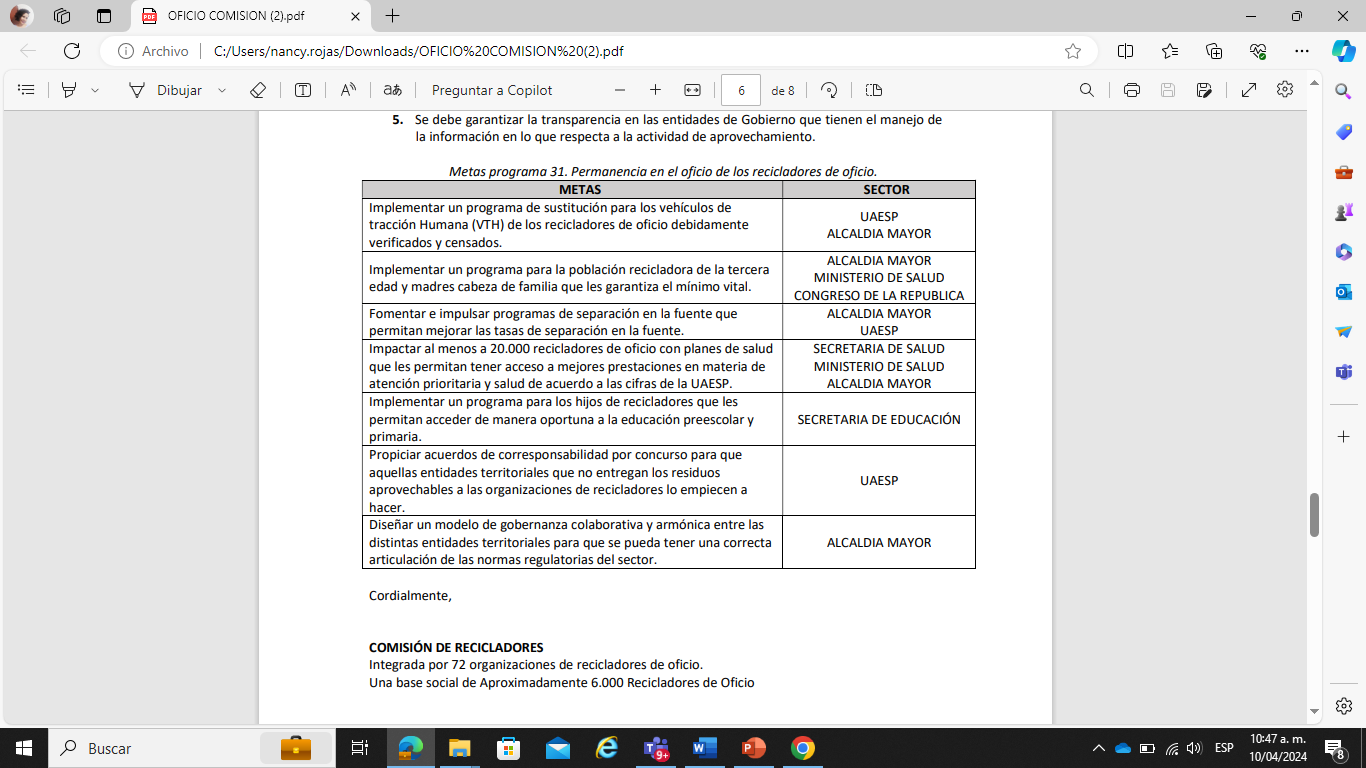 OFICIO COMISION (2).pdf
Archivo
C:/Users/nancy.rojas/Downloads/OFICIO%20COMISION%20(2).pdf
Dibujar
Preguntar a Copilot
6
de 8
5. Se debe garantizar la transparencia en las entidades de Gobierno que tienen el manejo de
la información en lo que respecta a la actividad de aprovechamiento.
Metas programa 31. Permanencia en el oficio de los recicladores de oficio.
METAS
SECTOR
Implementar un programa de sustitución para los vehículos de
tracción Humana (VTH) de los recicladores de oficio debidamente
verificados y censados.
UAESP
ALCALDIA MAYOR
Implementar un programa para la población recicladora de la tercera
edad y madres cabeza de familia que les garantiza el mínimo vital.
ALCALDIA MAYOR
MINISTERIO DE SALUD
CONGRESO DE LA REPUBLICA
Fomentar e impulsar programas de separación en la fuente que
permitan mejorar las tasas de separación en la fuente.
ALCALDIA MAYOR
UAESP
Impactar al menos a 20.000 recicladores de oficio con planes de salud
que les permitan tener acceso a mejores prestaciones en materia de
atención prioritaria y salud de acuerdo a las cifras de la UAESP.
SECRETARIA DE SALUD
MINISTERIO DE SALUD
ALCALDIA MAYOR
Implementar un programa para los hijos de recicladores que les
permitan acceder de manera oportuna a la educación preescolar y
primaria.
SECRETARIA DE EDUCACIÓN
Propiciar acuerdos de corresponsabilidad por concurso para que
aquellas entidades territoriales que no entregan los residuos
aprovechables a las organizaciones de recicladores lo empiecen a
hacer.
UAESP
Diseñar un modelo de gobernanza colaborativa y armónica entre las
distintas entidades territoriales para que se pueda tener una correcta
articulación de las normas regulatorias del sector.
ALCALDIA MAYOR
Cordialmente,
COMISIÓN DE RECICLADORES
Integrada por 72 organizaciones de recicladores de oficio.
Una base social de Aproximadamente 6.000 Recicladores de Oficio
Buscar
9+
ESP
10:47 a. m.
10/04/2024
8